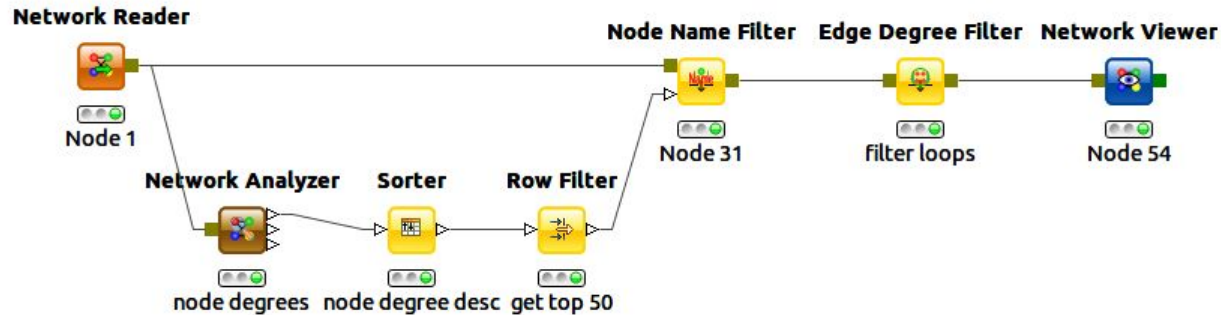 Network Reader
Node 1
Network Analyzer
node degrees
Sorter
node degree desc
Row Filter
get top 50
Node Name Filter
Name
Node 31
Edge Degree Filter
filter loops
Network Viewer
Node 54